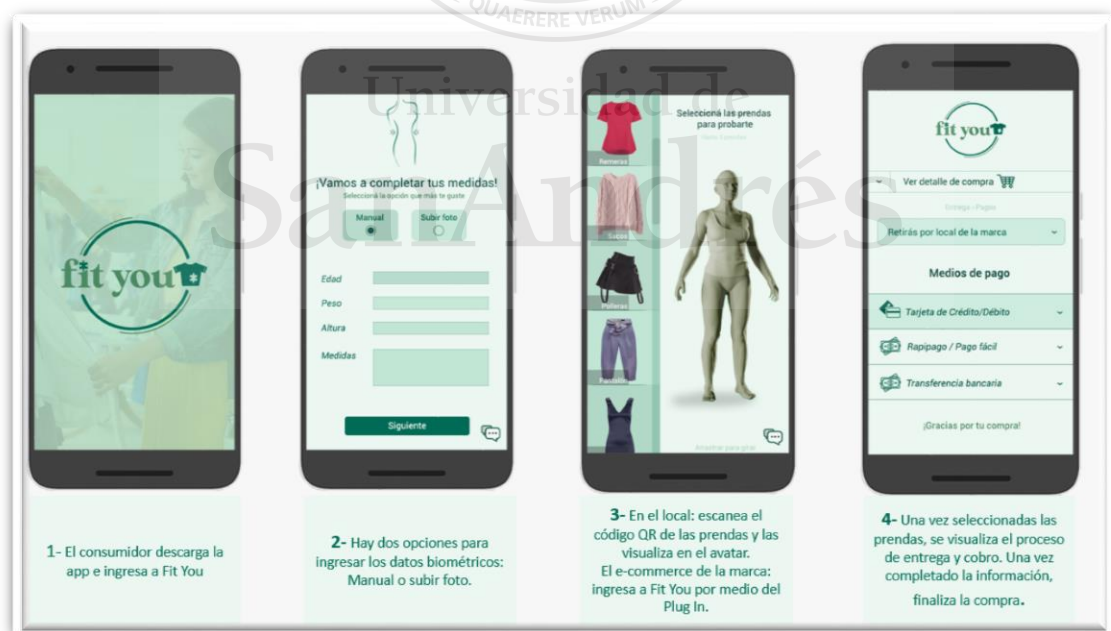 QUAERERE VERUM
Universidad de
SanAndrés
fit you
1- El consumidor descarga la
app e ingresa a Fit You
¡Vamos a completar tus medidas!
Seleccioná la opción que más te guste
Manual
Subir foto
Edad
Peso
Altura
Medidas
Siguiente
2- Hay dos opciones para
ingresar los datos biométricos:
Manual o subir foto.
Seleccioná las prendas
para probarte
Remeras
Sacos
Polleras
Pantalón
Arrastrar para girar
3- En el local: escanea el
código QR de las prendas y las
visualiza en el avatar.
El e-commerce de la marca:
ingresa a Fit You por medio del
Plug In.
fit you
Ver detalle de compra
Entrega -Pagos
Retirás por local de la marca
Medios de pago
Tarjeta de Crédito/Débito
Rapipago / Pago fácil
Transferencia bancaria
¡Gracias por tu compra!
4- Una vez seleccionadas las
prendas, se visualiza el proceso
de entrega y cobro. Una vez
completado la información,
finaliza la compra.